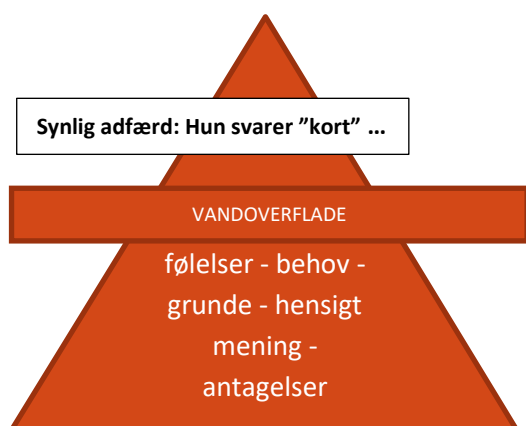 Synlig adfærd: Hun svarer ”kort” ...
VANDOVERFLADE
følelser - behov -
grunde - hensigt
mening -
antagelser